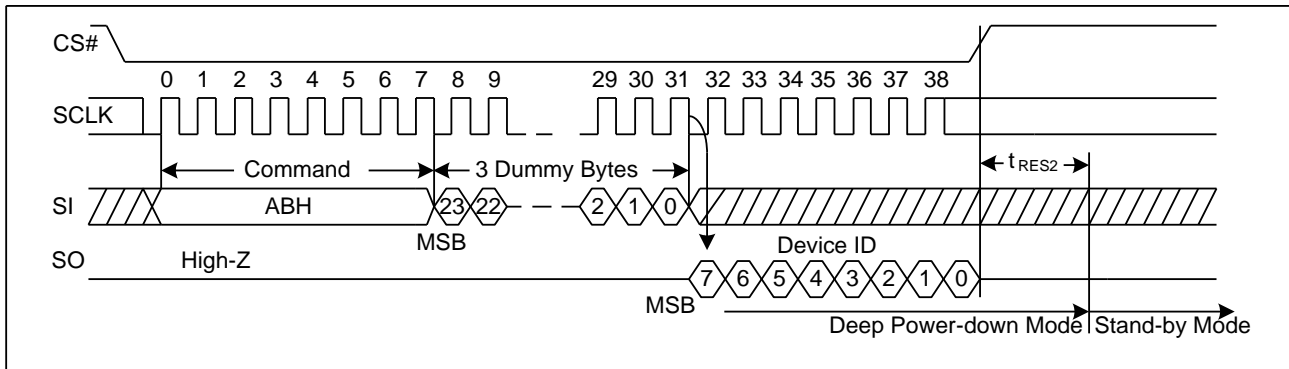 CS#
0 1 2 3 4 5 6 7 8 9 29 30 31 32 33 34 35 36 37 38
SCLK
Command 3 Dummy Bytes tRES2
SI ABH 23 22 2 1 0
MSB Device ID
SO High-Z
7 6 5 4 3 2 1 0
MSB
Deep Power-down Mode Stand-by Mode